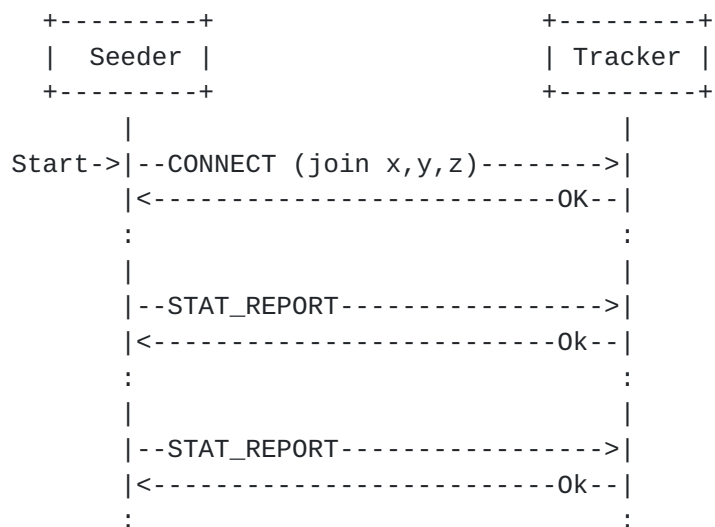 +---------+                     +---------+
|  Seeder |                     | Tracker |
+---------+                     +---------+
     |                               |
Start->|--CONNECT (join x,y,z)-------->|
|<--------------------------OK--|
:                               :
|                               |
|--STAT_REPORT----------------->|
|<--------------------------Ok--|
:                               :
|                               |
|--STAT_REPORT----------------->|
|<--------------------------Ok--|
:                               :